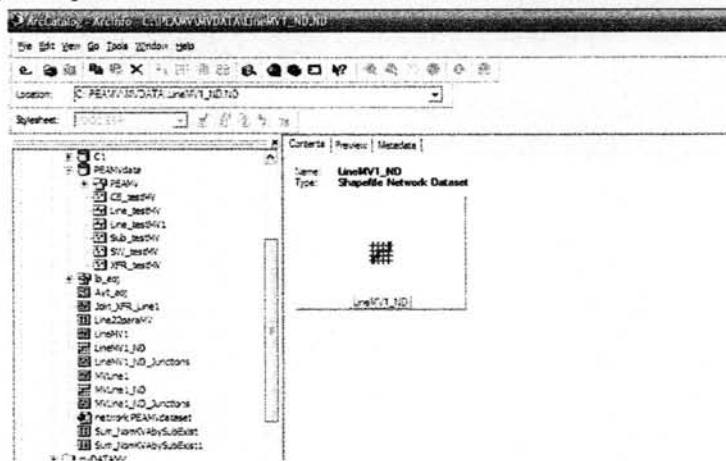 ArcCatalog - ArcInfo - C:\PEAMV\MVDATA\LineMV1_ND.ND
File Edit View Go Tools Window Help
Location: C:\PEAMV\MVDATA\LineMV1_ND.ND
Stylesheet:
Contents Preview Metadata
C1
PEAMVdata
PEAMV
CB_testMV
Line_testMV
Line_testMV1
Sub_testMV
SW_testMV
XFR_testMV
Join_XFR_Line1
Line22paraMV
LineMV1
LineMV1_ND
LineMV1_ND_Junctions
MVLine1
MVLine1_ND
MVLine1_ND_Junctions
network PEAMVdataset
Sum_NomKVAbySubExist
Sum_NomKVAbySubExist1
Name: LineMV1_ND
Type: Shapefile Network Dataset
LineMV1_ND